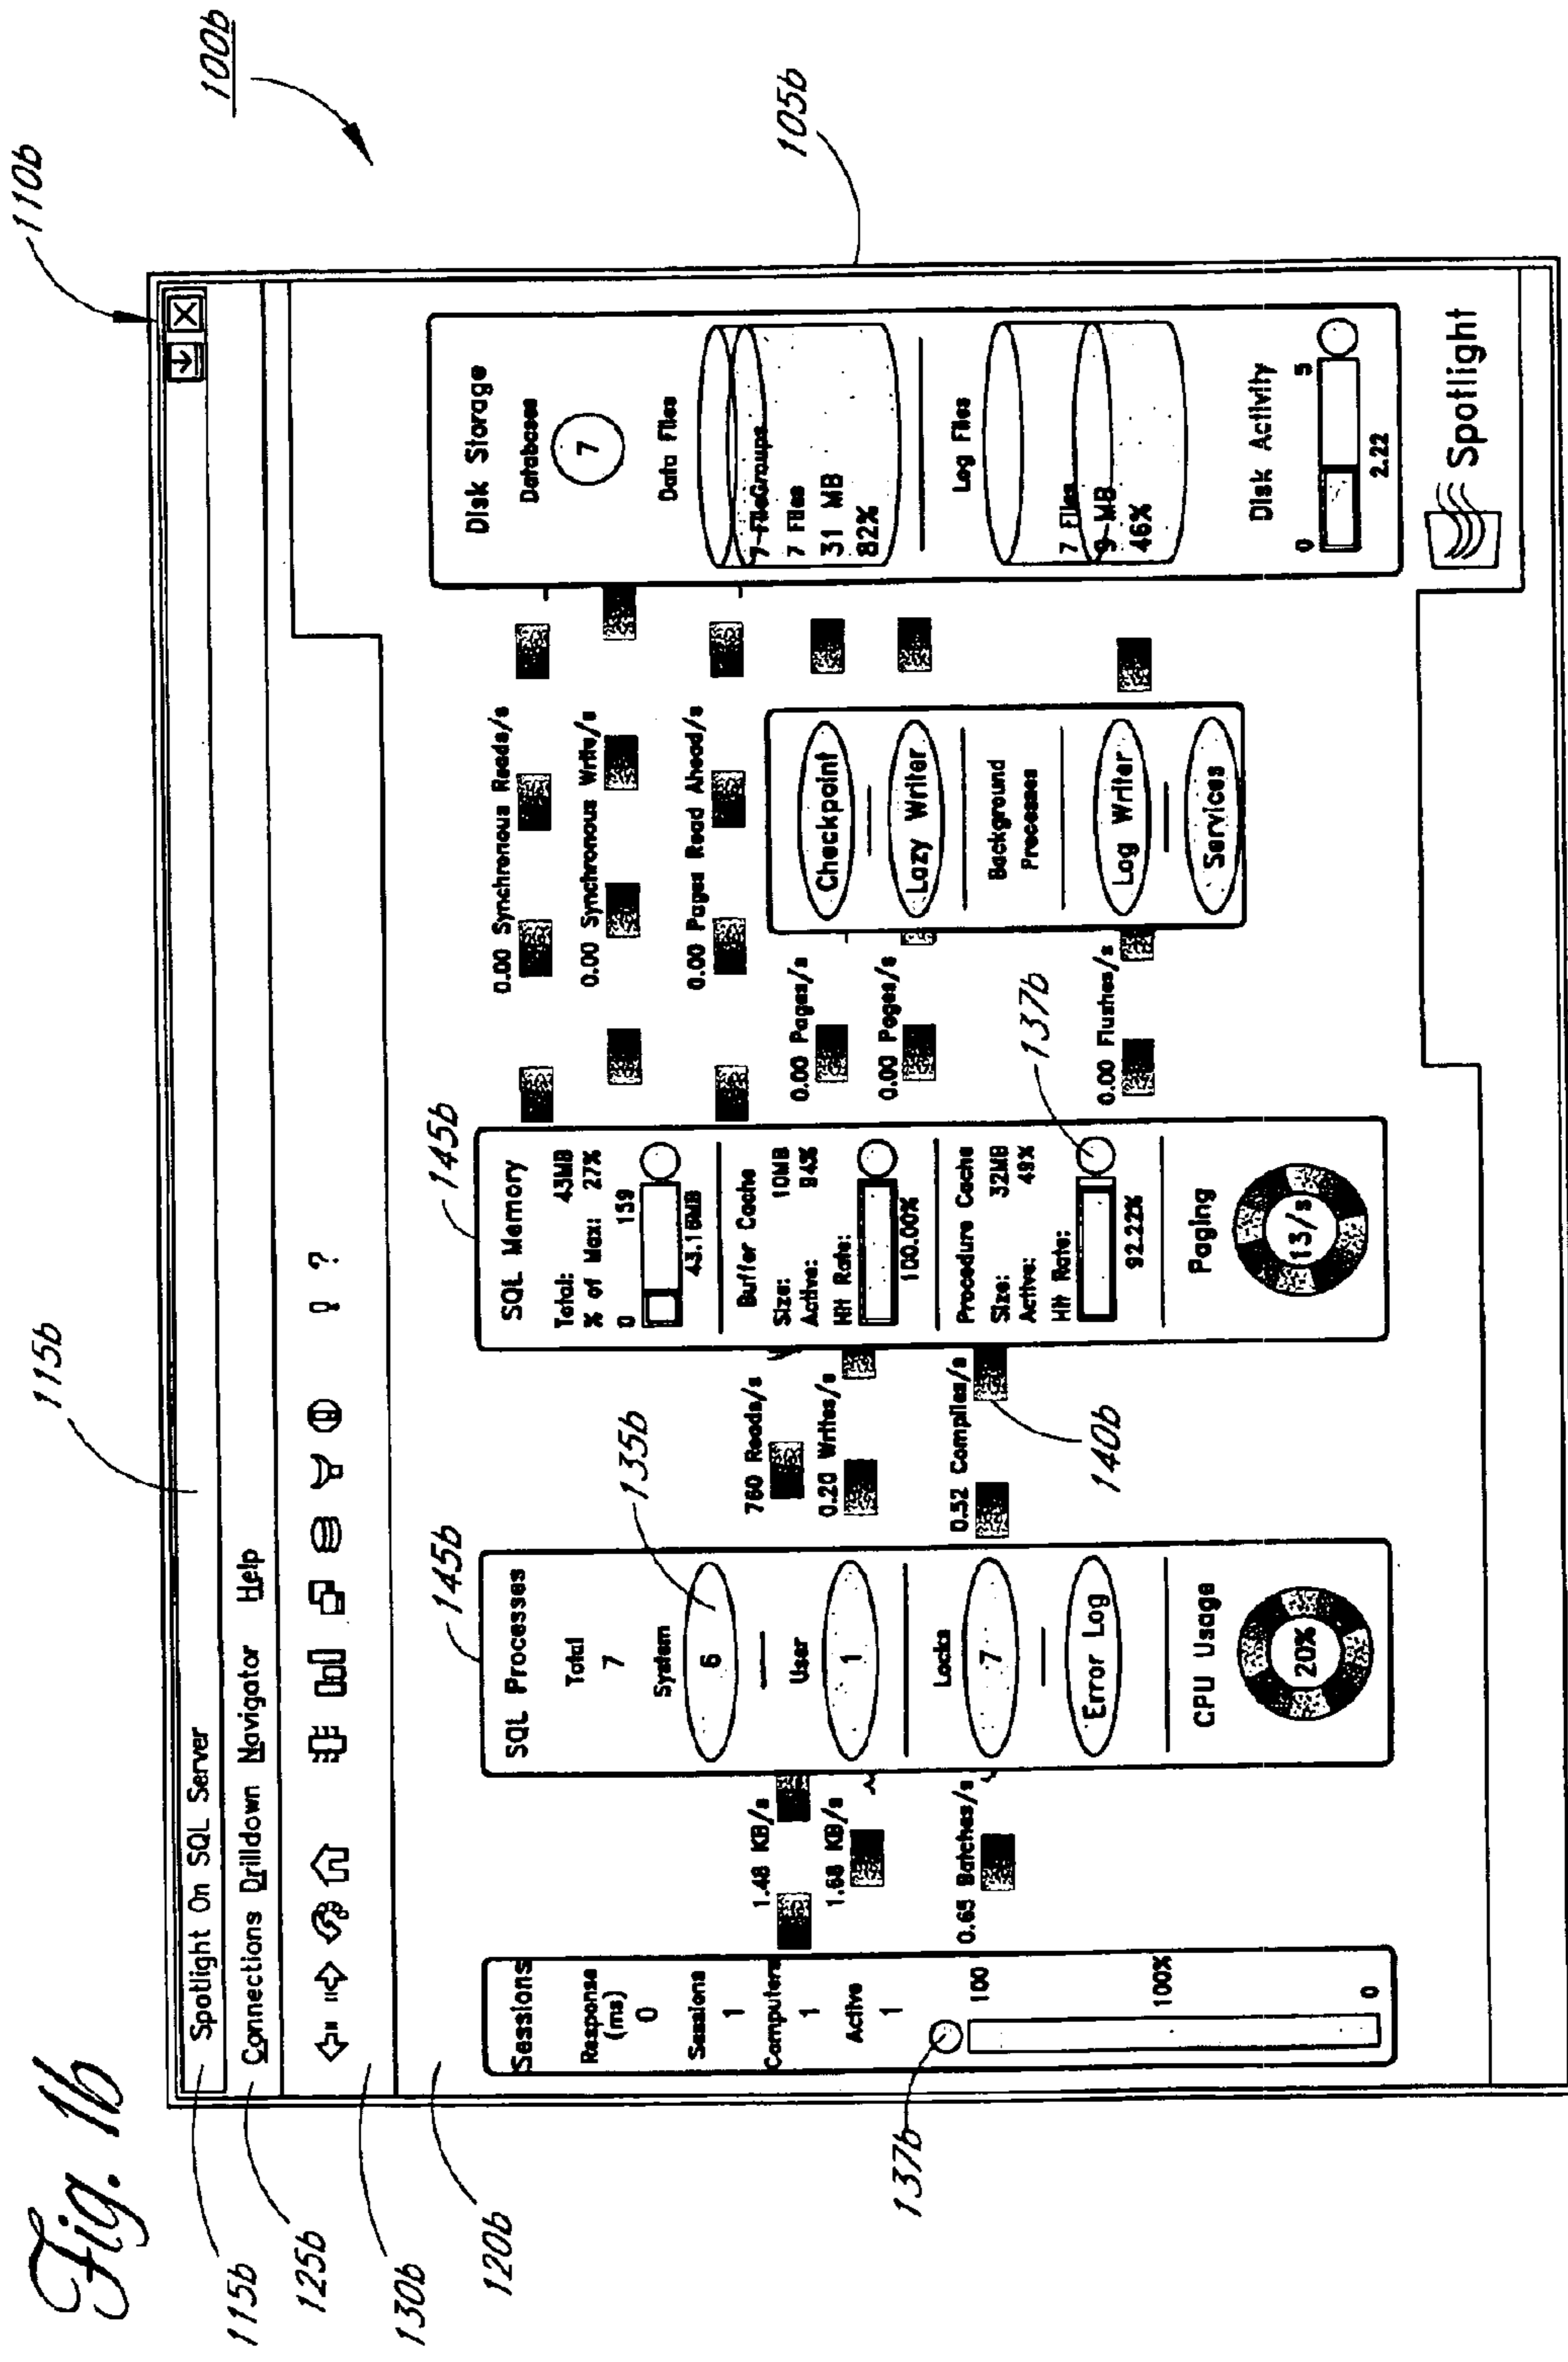 Fig. 1b
110b
100b
115b
115b
125b
130b
120b
105b
Spotlight On SQL Server
Connections Drilldown Navigator Help
?
Sessions
Response
(ms)
0
Sessions
1
Computers
1
Active
1
137b
100
100%
0
1.48 KB/s
1.68 KB/s
0.65 Batches/s
145b
SQL Processes
Total
7
System
6
135b
User
1
Locks
7
Error Log
CPU Usage
20%
760 Reads/s
0.20 Writes/s
0.52 Compiles/s
140b
145b
SQL Memory
Total: 43MB
% of Max: 27%
0 159
43.16MB
Buffer Cache
Size: 10MB
Active: 94%
Hit Rate:
100.00%
Procedure Cache
Size: 32MB
Active: 49%
Hit Rate:
92.22%
137b
Paging
13/s
0.00 Synchronous Reads/s
0.00 Synchronous Write/s
0.00 Pages Read Ahead/s
0.00 Pages/s
0.00 Pages/s
0.00 Flushes/s
Checkpoint
Lazy Writer
Background
Processes
Log Writer
Services
Disk Storage
Databases
7
Data Files
7 FileGroups
7 Files
31 MB
82%
Log Files
7 Files
9 MB
46%
Disk Activity
0 5
2.22
Spotlight